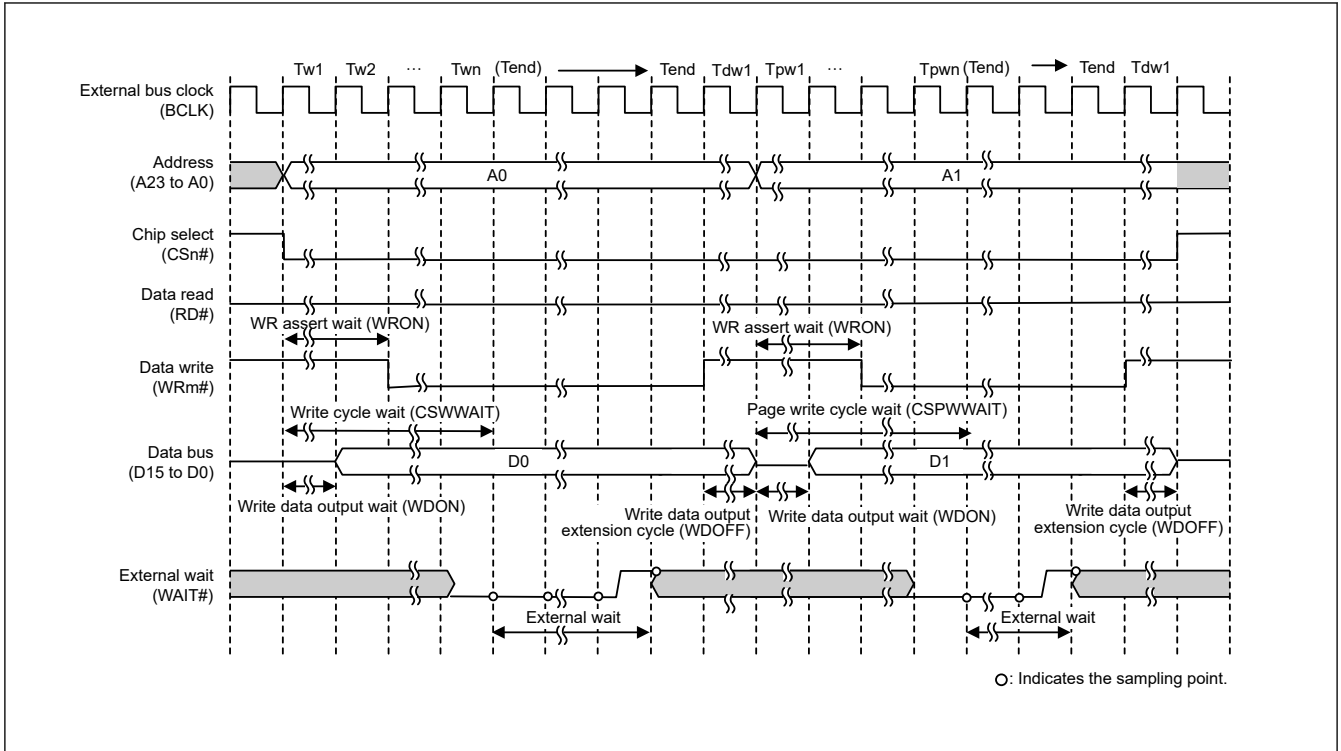 Tw1 Tw2 ... Twn (Tend) Tend Tdw1 Tpw1 ... Tpwn (Tend) Tend Tdw1
External bus clock
(BCLK)
Address
(A23 to A0)
A0 A1
Chip select
(CSn#)
Data read
(RD#)
WR assert wait (WRON) WR assert wait (WRON)
Data write
(WRm#)
Write cycle wait (CSWWAIT) Page write cycle wait (CSPWWAIT)
Data bus
(D15 to D0)
D0 D1
Write data output wait (WDON) Write data output
extension cycle (WDOFF) Write data output wait (WDON) Write data output
extension cycle (WDOFF)
External wait
(WAIT#)
External wait External wait
: Indicates the sampling point.